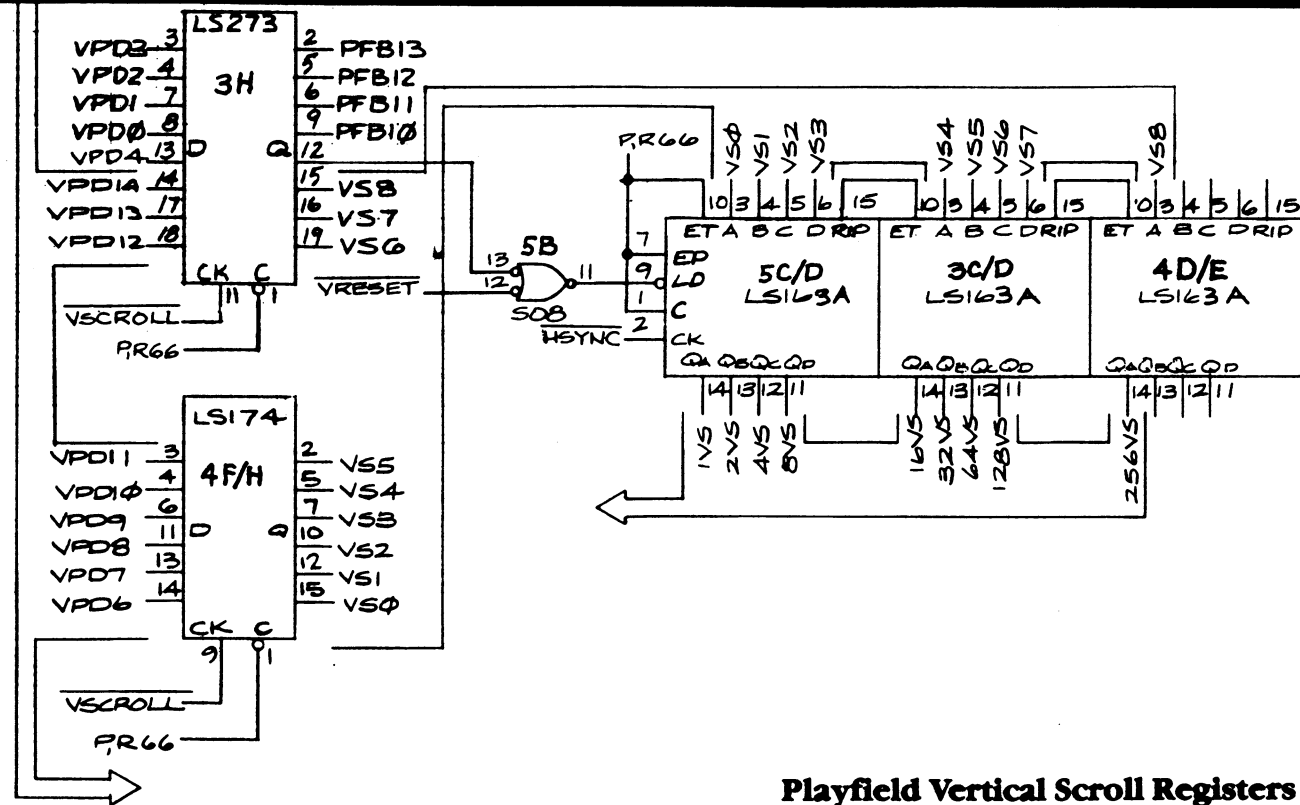 LS273
3H
VPD3 3 2 PFB13
VPD2 4 5 PFB12
VPD1 7 6 PFB11
VPDØ 8 9 PFB1Ø
D Q
VPD4 13 12
VPD14 14 15 VS8
VPD13 17 16 VS7
VPD12 18 19 VS6
CK C
11 1
VSCROLL
P,R66
LS174
4F/H
VPD11 3 2 VS5
VPD1Ø 4 5 VS4
VPD9 6 7 VS3
D Q
VPD8 11 10 VS2
VPD7 13 12 VS1
VPD6 14 15 VSØ
CK C
9 1
VSCROLL
P,R66
5B
13
12
11
S08
VRESET
P,R66
VSØ VS1 VS2 VS3 VS4 VS5 VS6 VS7 VS8
10 3 4 5 6 15 10 3 4 5 6 15 10 3 4 5 6 15
ET A B C D RIP ET A B C D RIP ET A B C D RIP
7 EP
9 LD
1 C
2 CK
HSYNC
5C/D 3C/D 4D/E
LS163A LS163A LS163A
QA QB QC QD QA QB QC QD QA QB QC QD
14 13 12 11 14 13 12 11 14 13 12 11
1VS 2VS 4VS 8VS 16VS 32VS 64VS 128VS 256VS
Playfield Vertical Scroll Registers